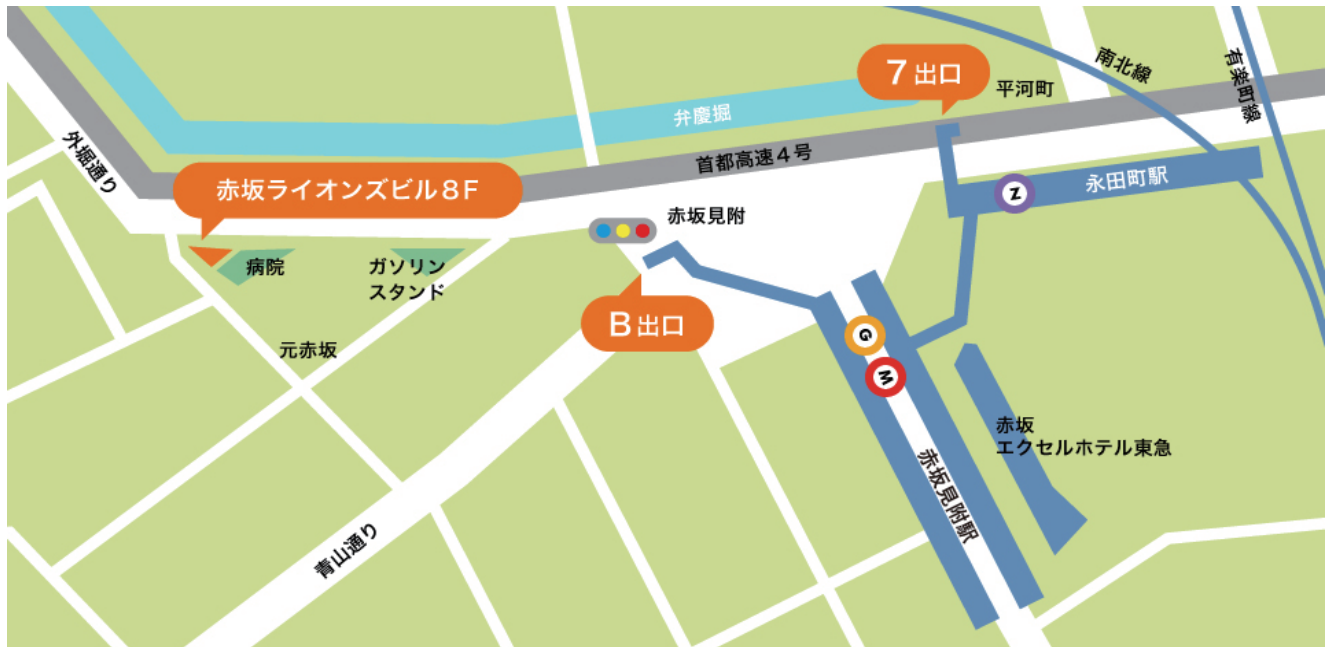 7出口
平河町
南北線
有楽町線
弁慶堀
外堀通り
首都高速4号
赤坂ライオンズビル8F
永田町駅
Z
赤坂見附
病院
ガソリン
スタンド
B出口
G
M
元赤坂
赤坂
エクセルホテル東急
赤坂見附駅
青山通り